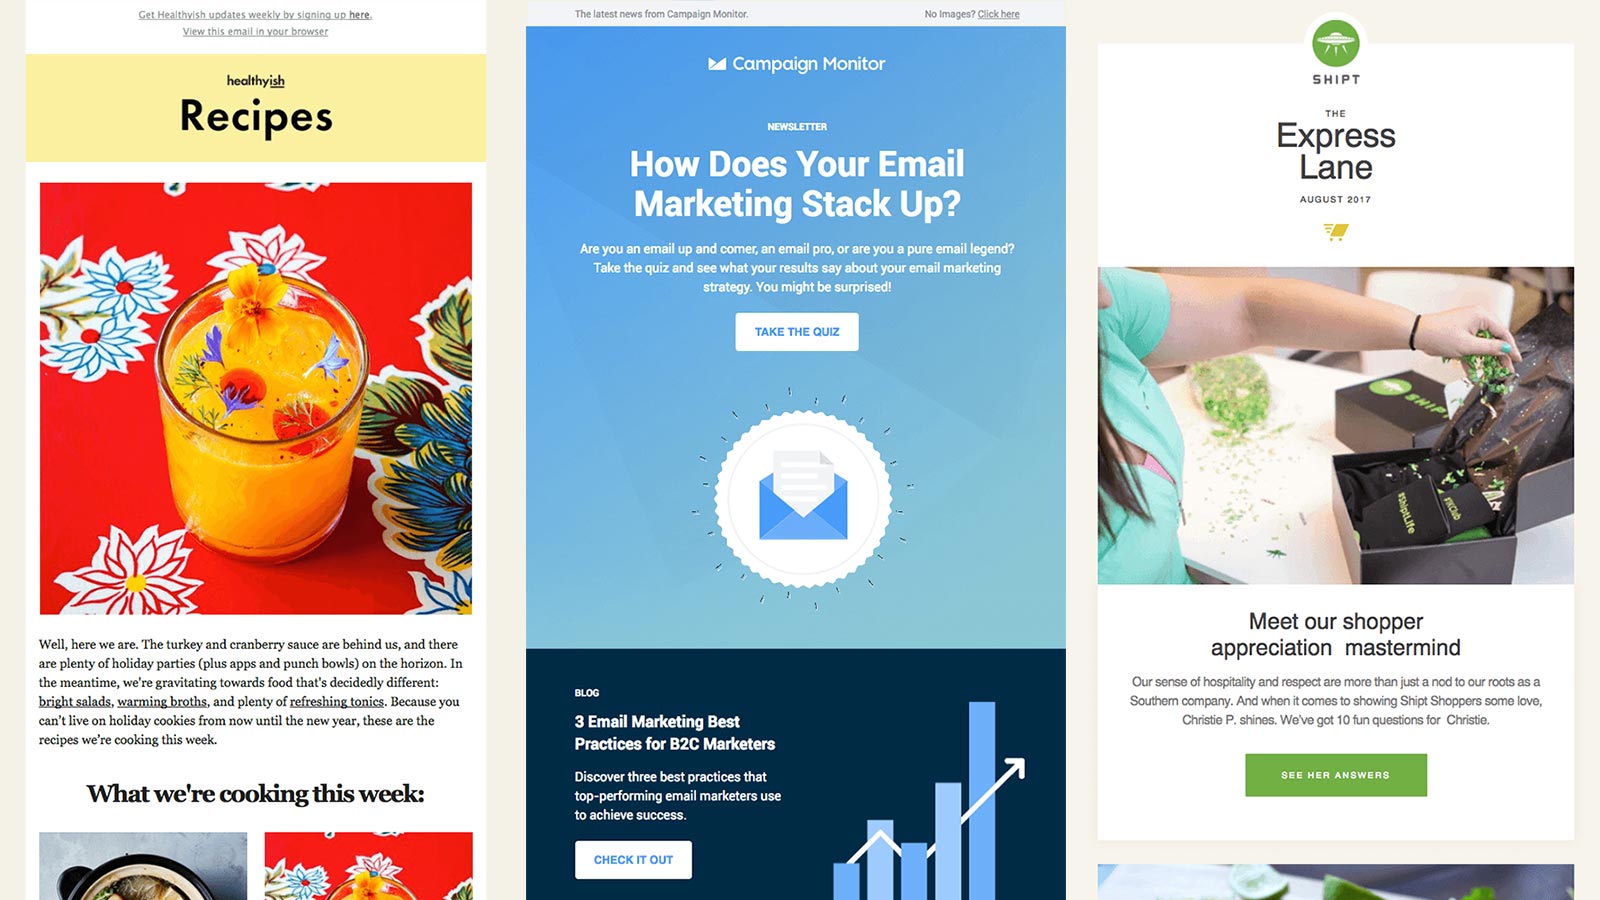 Get Healthyish updates weekly by signing up here.
View this email in your browser
healthyish
Recipes
Well, here we are. The turkey and cranberry sauce are behind us, and there
are plenty of holiday parties (plus apps and punch bowls) on the horizon. In
the meantime, we're gravitating towards food that's decidedly different:
bright salads, warming broths, and plenty of refreshing tonics. Because you
can't live on holiday cookies from now until the new year, these are the
recipes we're cooking this week.
What we're cooking this week:
The latest news from Campaign Monitor.
No Images? Click here
Campaign Monitor
NEWSLETTER
How Does Your Email
Marketing Stack Up?
Are you an email up and comer, an email pro, or are you a pure email legend?
Take the quiz and see what your results say about your email marketing
strategy. You might be surprised!
TAKE THE QUIZ
BLOG
3 Email Marketing Best
Practices for B2C Marketers
Discover three best practices that
top-performing email marketers use
to achieve success.
CHECK IT OUT
SHIPT
THE
Express
Lane
AUGUST 2017
SHIPT
#ShiptLife
Meet our shopper
appreciation mastermind
Our sense of hospitality and respect are more than just a nod to our roots as a
Southern company. And when it comes to showing Shipt Shoppers some love,
Christie P. shines. We've got 10 fun questions for Christie.
SEE HER ANSWERS